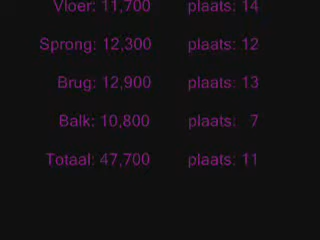 Vloer: 11,700 plaats: 14
Sprong: 12,300 plaats: 12
Brug: 12,900 plaats: 13
Balk: 10,800 plaats: 7
Totaal: 47,700 plaats: 11